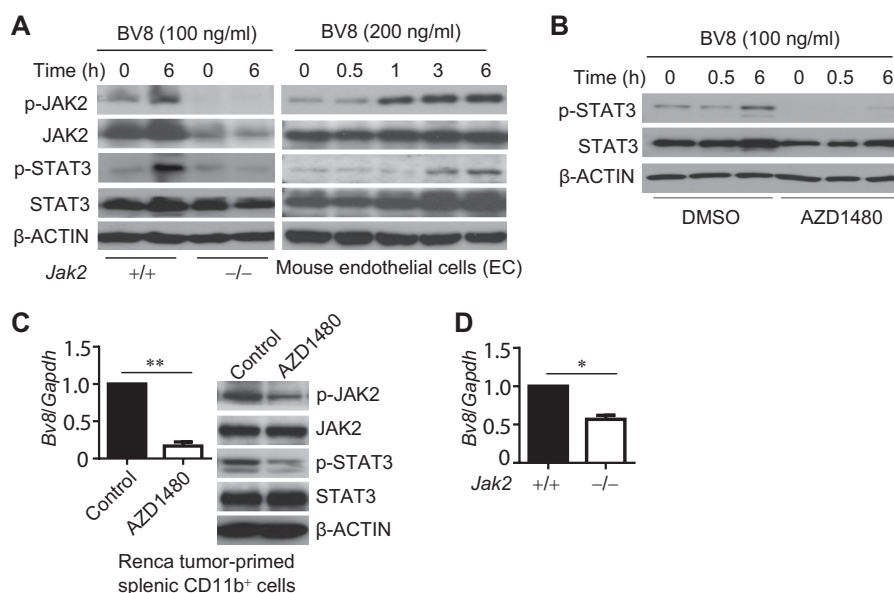 A
BV8 (100 ng/ml)
BV8 (200 ng/ml)
Time (h) 0 6 0 6 0 0.5 1 3 6
p-JAK2
JAK2
p-STAT3
STAT3
β-ACTIN
Jak2 +/+ −/− Mouse endothelial cells (EC)
B
BV8 (100 ng/ml)
Time (h) 0 0.5 6 0 0.5 6
p-STAT3
STAT3
β-ACTIN
DMSO AZD1480
C
Bv8/Gapdh
1.5
1.0
0.5
0
**
Control
AZD1480
Control
AZD1480
p-JAK2
JAK2
p-STAT3
STAT3
β-ACTIN
Renca tumor-primed
splenic CD11b⁺ cells
D
Bv8/Gapdh
1.5
1.0
0.5
0
*
Jak2 +/+ −/−